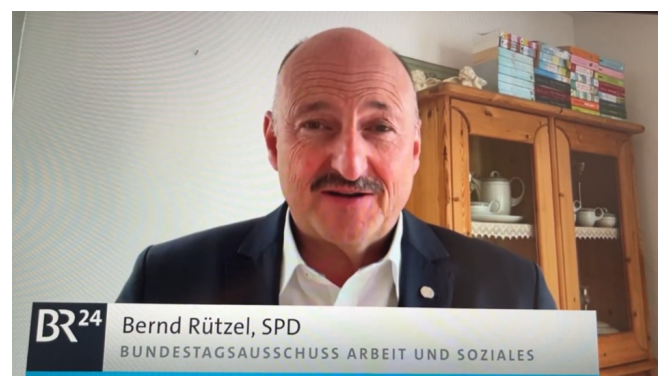 BR24
Bernd Rützel, SPD
BUNDESTAGSAUSSCHUSS ARBEIT UND SOZIALES